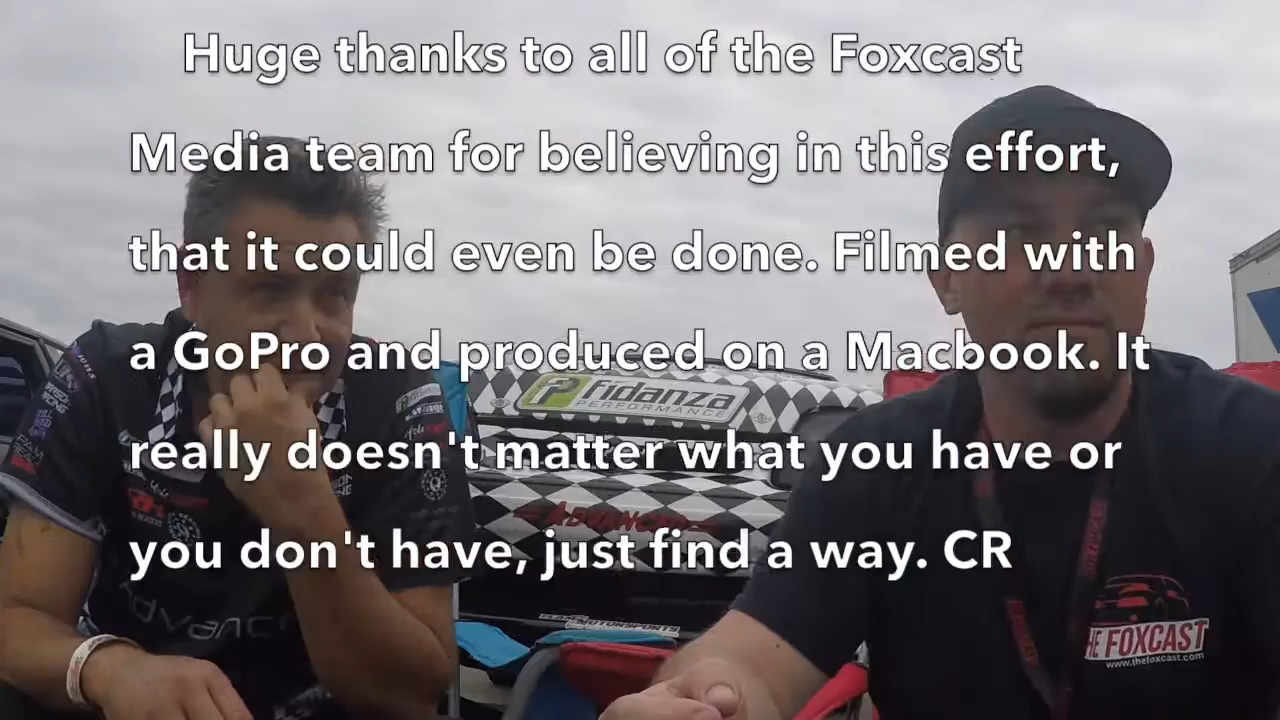 Huge thanks to all of the Foxcast
Media team for believing in this effort,
that it could even be done. Filmed with
a GoPro and produced on a Macbook. It
really doesn't matter what you have or
you don't have, just find a way. CR
Fidanza
PERFORMANCE
MOTORSPORTS
THE FOXCAST
www.thefoxcast.com